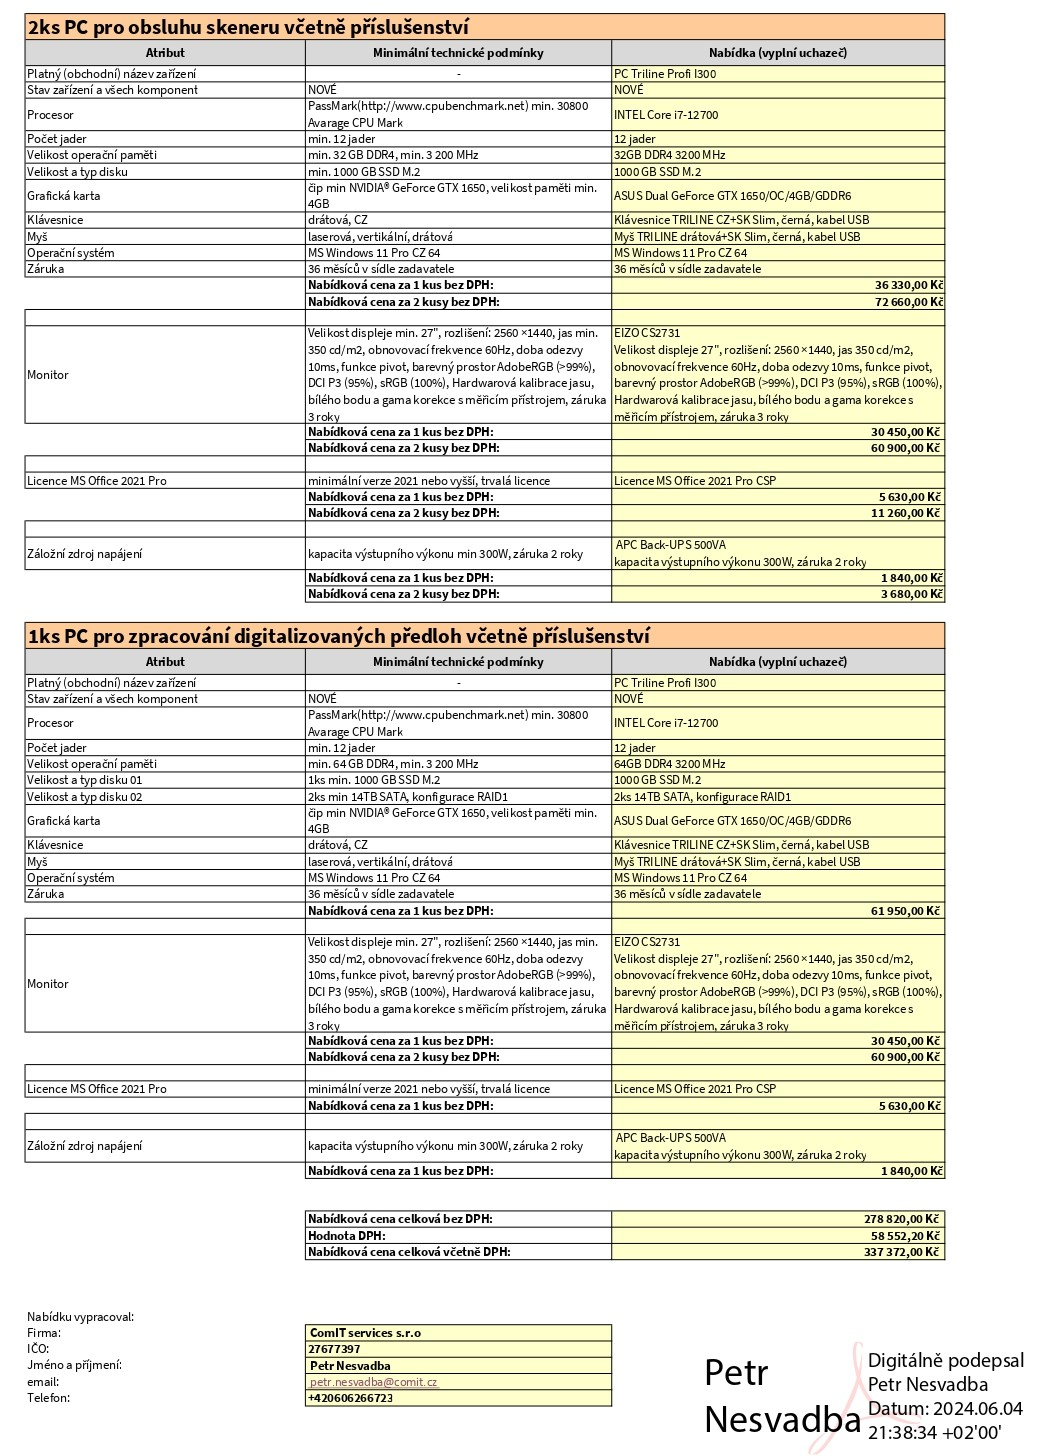 2ks PC pro obsluhu skeneru včetně příslušenství
Atribut Minimální technické podmínky Nabídka (vyplní uchazeč)
Platný (obchodní) název zařízení - PC Triline Profi I300
Stav zařízení a všech komponent NOVÉ NOVÉ
Procesor PassMark(http://www.cpubenchmark.net) min. 30800 INTEL Core i7-12700
Avarage CPU Mark
Počet jader min. 12 jader 12 jader
Velikost operační paměti min. 32 GB DDR4, min. 3 200 MHz 32GB DDR4 3200 MHz
Velikost a typ disku min. 1000 GB SSD M.2 1000 GB SSD M.2
Grafická karta čip min NVIDIA® GeForce GTX 1650, velikost paměti min. ASUS Dual GeForce GTX 1650/OC/4GB/GDDR6
4GB
Klávesnice drátová, CZ Klávesnice TRILINE CZ+SK Slim, černá, kabel USB
Myš laserová, vertikální, drátová Myš TRILINE drátová+SK Slim, černá, kabel USB
Operační systém MS Windows 11 Pro CZ 64 MS Windows 11 Pro CZ 64
Záruka 36 měsíců v sídle zadavatele 36 měsíců v sídle zadavatele
Nabídková cena za 1 kus bez DPH: 36 330,00 Kč
Nabídková cena za 2 kusy bez DPH: 72 660,00 Kč
Velikost displeje min. 27", rozlišení: 2560 ×1440, jas min. EIZO CS2731
350 cd/m2, obnovovací frekvence 60Hz, doba odezvy Velikost displeje 27", rozlišení: 2560 ×1440, jas 350 cd/m2,
10ms, funkce pivot, barevný prostor AdobeRGB (>99%), obnovovací frekvence 60Hz, doba odezvy 10ms, funkce pivot,
Monitor DCI P3 (95%), sRGB (100%), Hardwarová kalibrace jasu, barevný prostor AdobeRGB (>99%), DCI P3 (95%), sRGB (100%),
bílého bodu a gama korekce s měřicím přístrojem, záruka Hardwarová kalibrace jasu, bílého bodu a gama korekce s
3 roky měřicím přístrojem, záruka 3 roky
Nabídková cena za 1 kus bez DPH: 30 450,00 Kč
Nabídková cena za 2 kusy bez DPH: 60 900,00 Kč
Licence MS Office 2021 Pro minimální verze 2021 nebo vyšší, trvalá licence Licence MS Office 2021 Pro CSP
Nabídková cena za 1 kus bez DPH: 5 630,00 Kč
Nabídková cena za 2 kusy bez DPH: 11 260,00 Kč
Záložní zdroj napájení kapacita výstupního výkonu min 300W, záruka 2 roky APC Back-UPS 500VA
kapacita výstupního výkonu 300W, záruka 2 roky
Nabídková cena za 1 kus bez DPH: 1 840,00 Kč
Nabídková cena za 2 kusy bez DPH: 3 680,00 Kč
1ks PC pro zpracování digitalizovaných předloh včetně příslušenství
Atribut Minimální technické podmínky Nabídka (vyplní uchazeč)
Platný (obchodní) název zařízení - PC Triline Profi I300
Stav zařízení a všech komponent NOVÉ NOVÉ
Procesor PassMark(http://www.cpubenchmark.net) min. 30800 INTEL Core i7-12700
Avarage CPU Mark
Počet jader min. 12 jader 12 jader
Velikost operační paměti min. 64 GB DDR4, min. 3 200 MHz 64GB DDR4 3200 MHz
Velikost a typ disku 01 1ks min. 1000 GB SSD M.2 1000 GB SSD M.2
Velikost a typ disku 02 2ks min 14TB SATA, konfigurace RAID1 2ks 14TB SATA, konfigurace RAID1
Grafická karta čip min NVIDIA® GeForce GTX 1650, velikost paměti min. ASUS Dual GeForce GTX 1650/OC/4GB/GDDR6
4GB
Klávesnice drátová, CZ Klávesnice TRILINE CZ+SK Slim, černá, kabel USB
Myš laserová, vertikální, drátová Myš TRILINE drátová+SK Slim, černá, kabel USB
Operační systém MS Windows 11 Pro CZ 64 MS Windows 11 Pro CZ 64
Záruka 36 měsíců v sídle zadavatele 36 měsíců v sídle zadavatele
Nabídková cena za 1 kus bez DPH: 61 950,00 Kč
Velikost displeje min. 27", rozlišení: 2560 ×1440, jas min. EIZO CS2731
350 cd/m2, obnovovací frekvence 60Hz, doba odezvy Velikost displeje 27", rozlišení: 2560 ×1440, jas 350 cd/m2,
10ms, funkce pivot, barevný prostor AdobeRGB (>99%), obnovovací frekvence 60Hz, doba odezvy 10ms, funkce pivot,
Monitor DCI P3 (95%), sRGB (100%), Hardwarová kalibrace jasu, barevný prostor AdobeRGB (>99%), DCI P3 (95%), sRGB (100%),
bílého bodu a gama korekce s měřicím přístrojem, záruka Hardwarová kalibrace jasu, bílého bodu a gama korekce s
3 roky měřicím přístrojem, záruka 3 roky
Nabídková cena za 1 kus bez DPH: 30 450,00 Kč
Nabídková cena za 2 kusy bez DPH: 60 900,00 Kč
Licence MS Office 2021 Pro minimální verze 2021 nebo vyšší, trvalá licence Licence MS Office 2021 Pro CSP
Nabídková cena za 1 kus bez DPH: 5 630,00 Kč
Záložní zdroj napájení kapacita výstupního výkonu min 300W, záruka 2 roky APC Back-UPS 500VA
kapacita výstupního výkonu 300W, záruka 2 roky
Nabídková cena za 1 kus bez DPH: 1 840,00 Kč
Nabídková cena celková bez DPH: 278 820,00 Kč
Hodnota DPH: 58 552,20 Kč
Nabídková cena celková včetně DPH: 337 372,00 Kč
Nabídku vypracoval:
Firma: ComIT services s.r.o
IČO: 27677397
Jméno a příjmení: Petr Nesvadba
email: petr.nesvadba@comit.cz
Telefon: +420606266723
Petr
Nesvadba
Digitálně podepsal
Petr Nesvadba
Datum: 2024.06.04
21:38:34 +02'00'